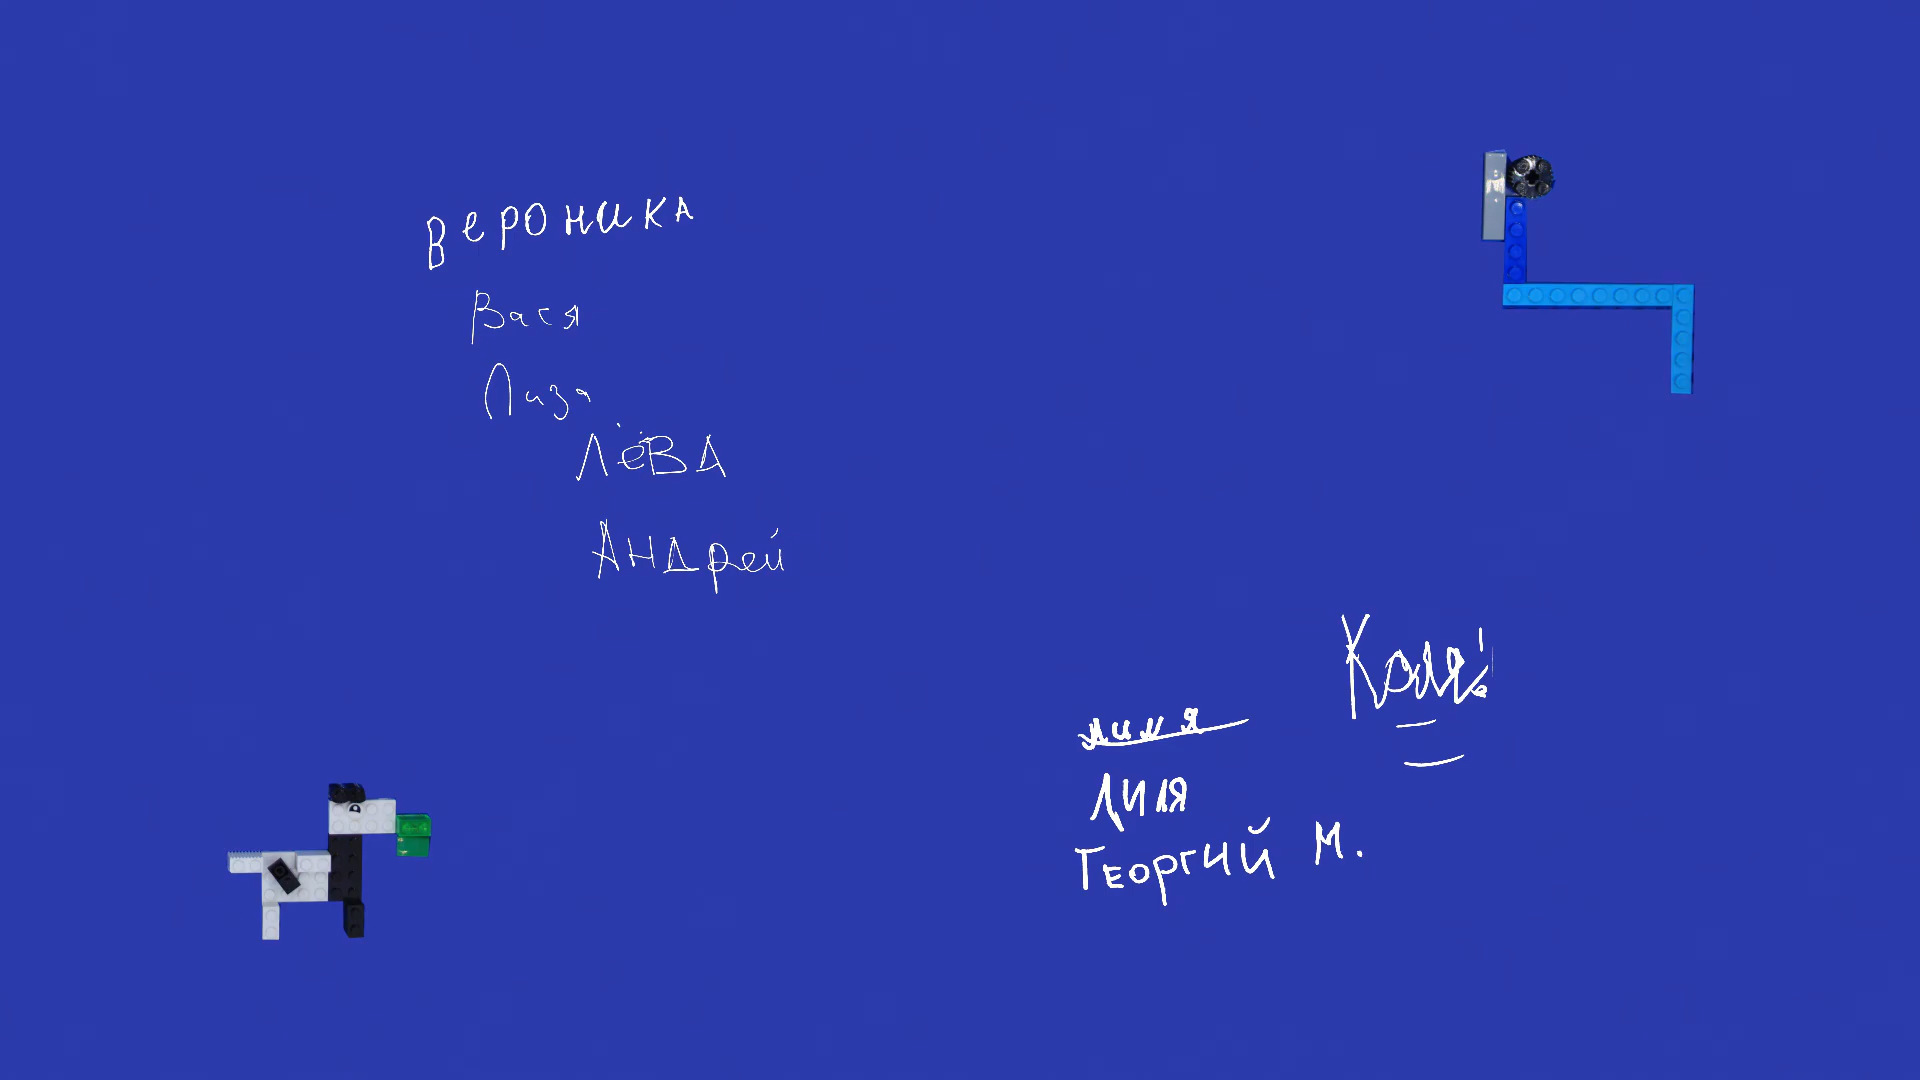 ВЕРОНИКА
Вася
Лиза
ЛЁВА
АНДрей
Коля!
ЛИЛЯ
ГЕОРГИЙ М.